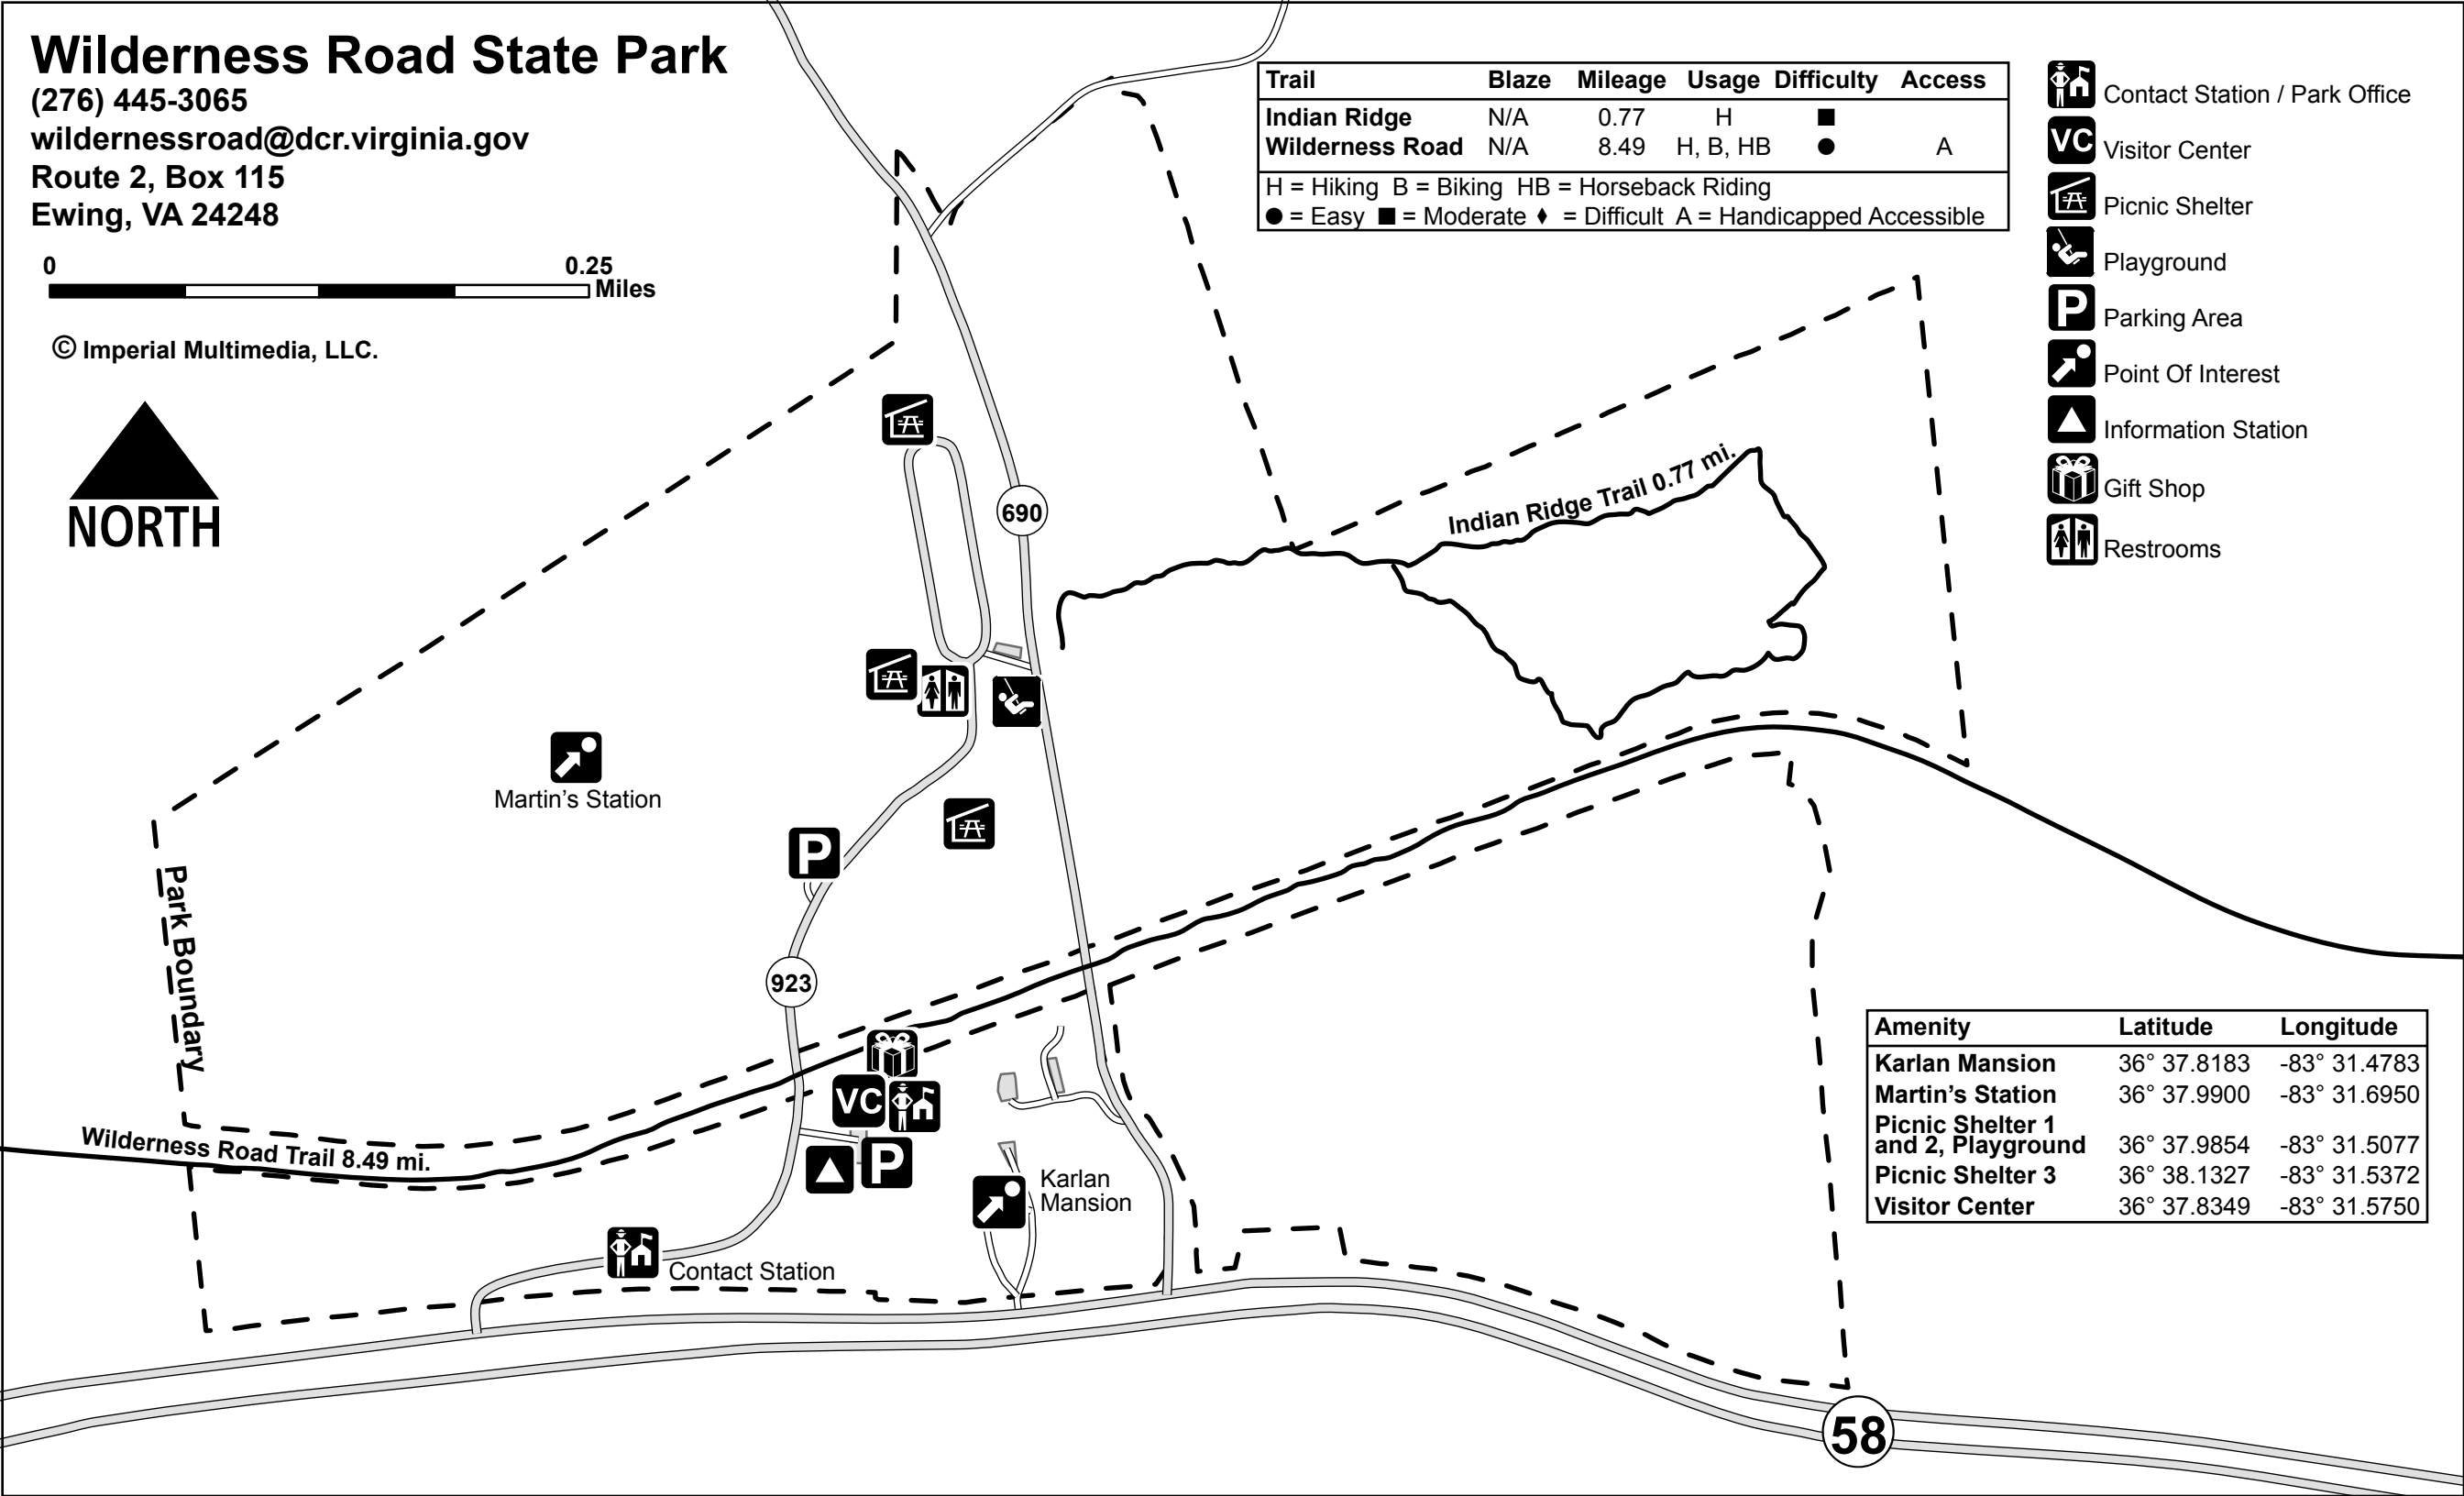 Wilderness Road State Park
(276) 445-3065
wildernessroad@dcr.virginia.gov
Route 2, Box 115
Ewing, VA 24248
0 0.25
Miles
© Imperial Multimedia, LLC.
NORTH
Trail Blaze Mileage Usage Difficulty Access
Indian Ridge N/A 0.77 H ■
Wilderness Road N/A 8.49 H, B, HB ● A
H = Hiking B = Biking HB = Horseback Riding
● = Easy ■ = Moderate ♦ = Difficult A = Handicapped Accessible
Contact Station / Park Office
VC Visitor Center
Picnic Shelter
Playground
P Parking Area
Point Of Interest
Information Station
Gift Shop
Restrooms
690
Indian Ridge Trail 0.77 mi.
Martin's Station
P
Park Boundary
923
VC
Wilderness Road Trail 8.49 mi.
P
Karlan
Mansion
Contact Station
Amenity Latitude Longitude
Karlan Mansion 36° 37.8183 -83° 31.4783
Martin's Station 36° 37.9900 -83° 31.6950
Picnic Shelter 1
and 2, Playground 36° 37.9854 -83° 31.5077
Picnic Shelter 3 36° 38.1327 -83° 31.5372
Visitor Center 36° 37.8349 -83° 31.5750
58